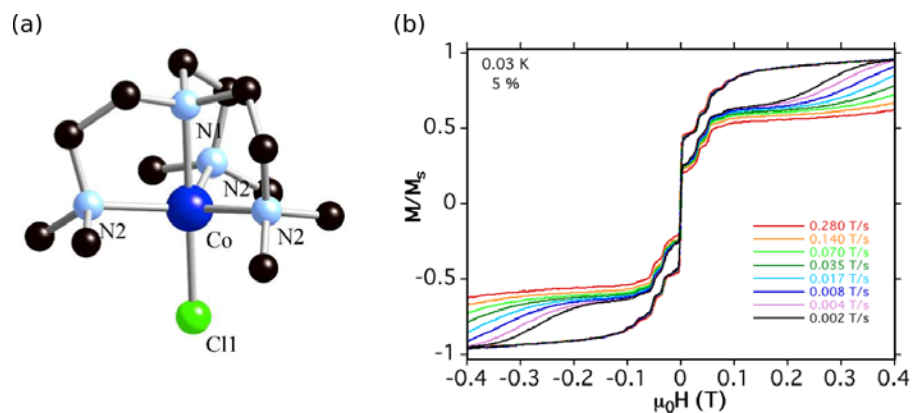 (a)
N1
N2
N2
Co
N2
Cl1
(b)
0.03 K
5 %
M/Ms
1
0.5
0
-0.5
-1
0.280 T/s
0.140 T/s
0.070 T/s
0.035 T/s
0.017 T/s
0.008 T/s
0.004 T/s
0.002 T/s
-0.4 -0.3 -0.2 -0.1 0 0.1 0.2 0.3 0.4
μ0H (T)